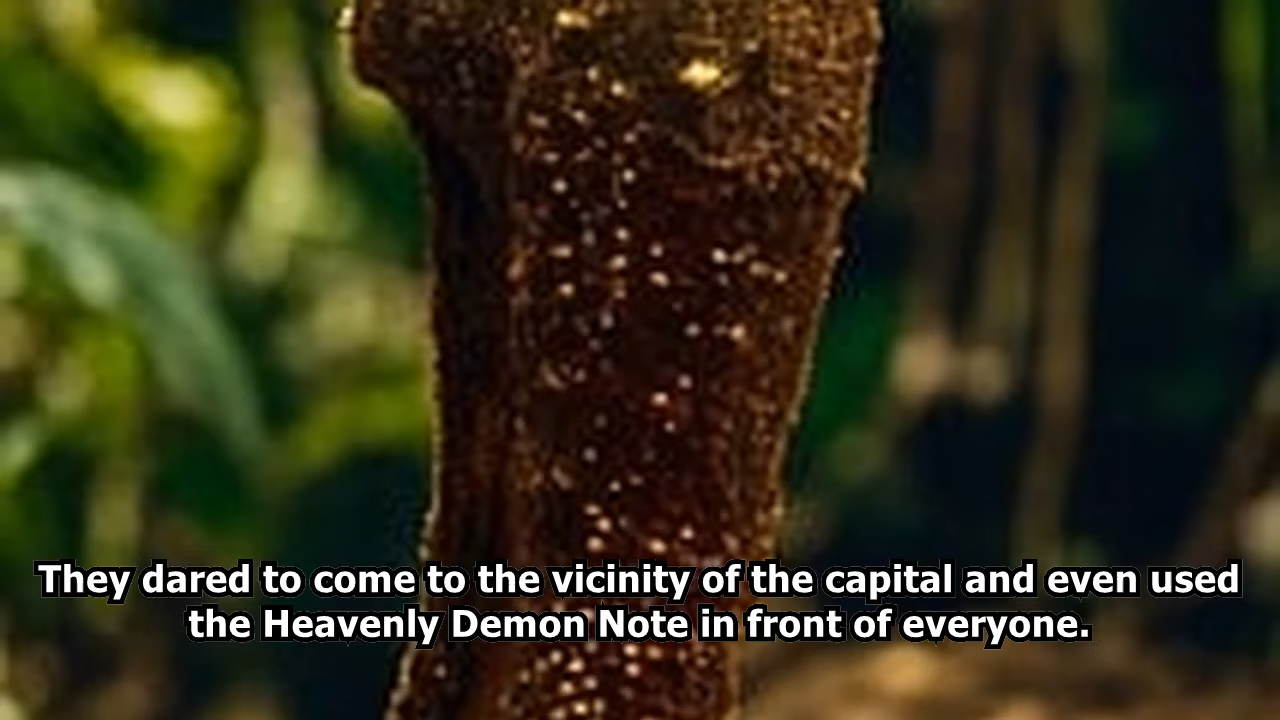 They dared to come to the vicinity of the capital and even used
the Heavenly Demon Note in front of everyone.